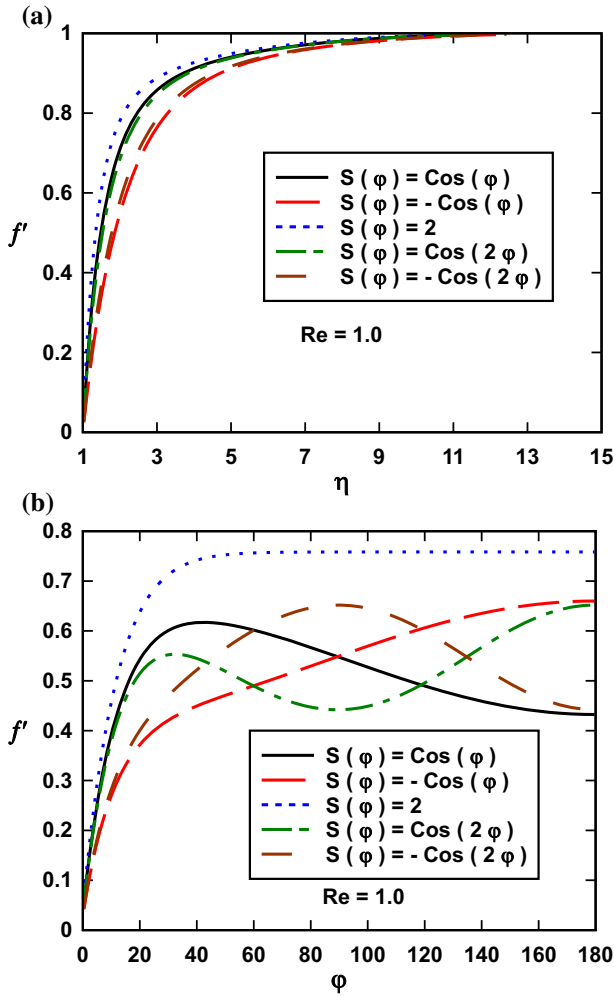 (a)
1
0.8
0.6
0.4
0.2
0
f'
S ( φ ) = Cos ( φ )
S ( φ ) = - Cos ( φ )
S ( φ ) = 2
S ( φ ) = Cos ( 2 φ )
S ( φ ) = - Cos ( 2 φ )
Re = 1.0
1 3 5 7 9 11 13 15
η
(b)
0.8
0.7
0.6
0.5
0.4
0.3
0.2
0.1
0
f'
S ( φ ) = Cos ( φ )
S ( φ ) = - Cos ( φ )
S ( φ ) = 2
S ( φ ) = Cos ( 2 φ )
S ( φ ) = - Cos ( 2 φ )
Re = 1.0
0 20 40 60 80 100 120 140 160 180
φ